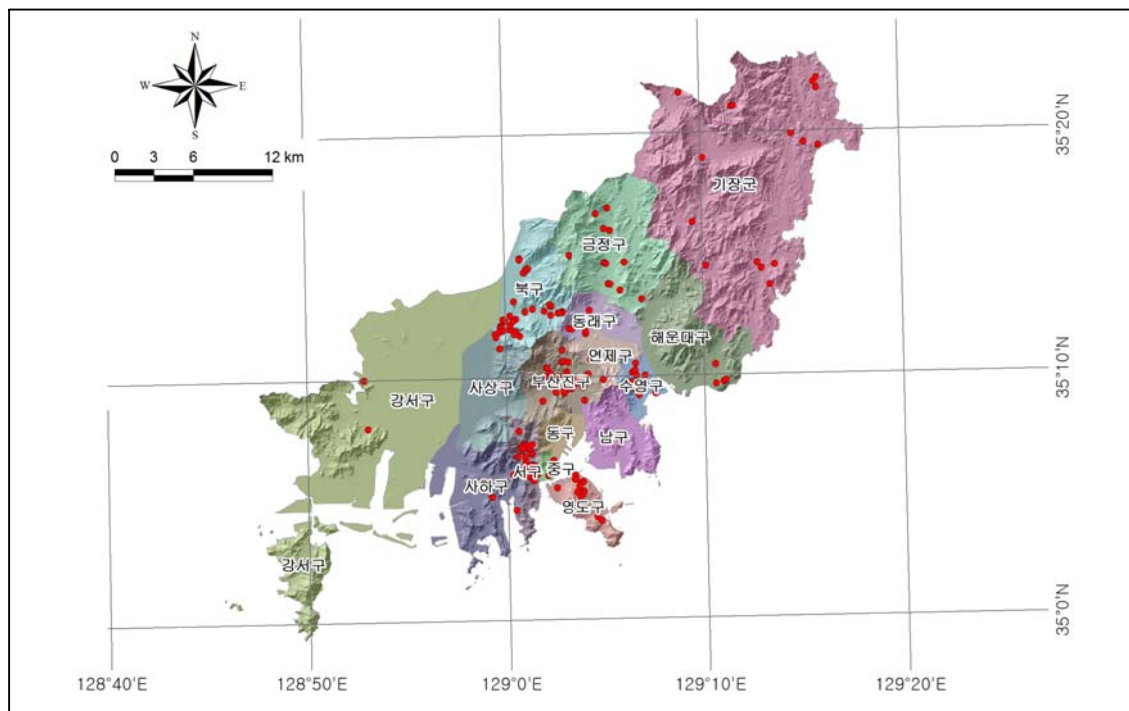 N
W E
S
0 3 6 12 km
35°20'N
기장군
금정구
북구
동래구
해운대구
연제구
35°10'N
사상구
부산진구
수영구
강서구
동구
남구
서구
중구
사하구
영도구
강서구
35°0'N
128°40'E 128°50'E 129°0'E 129°10'E 129°20'E